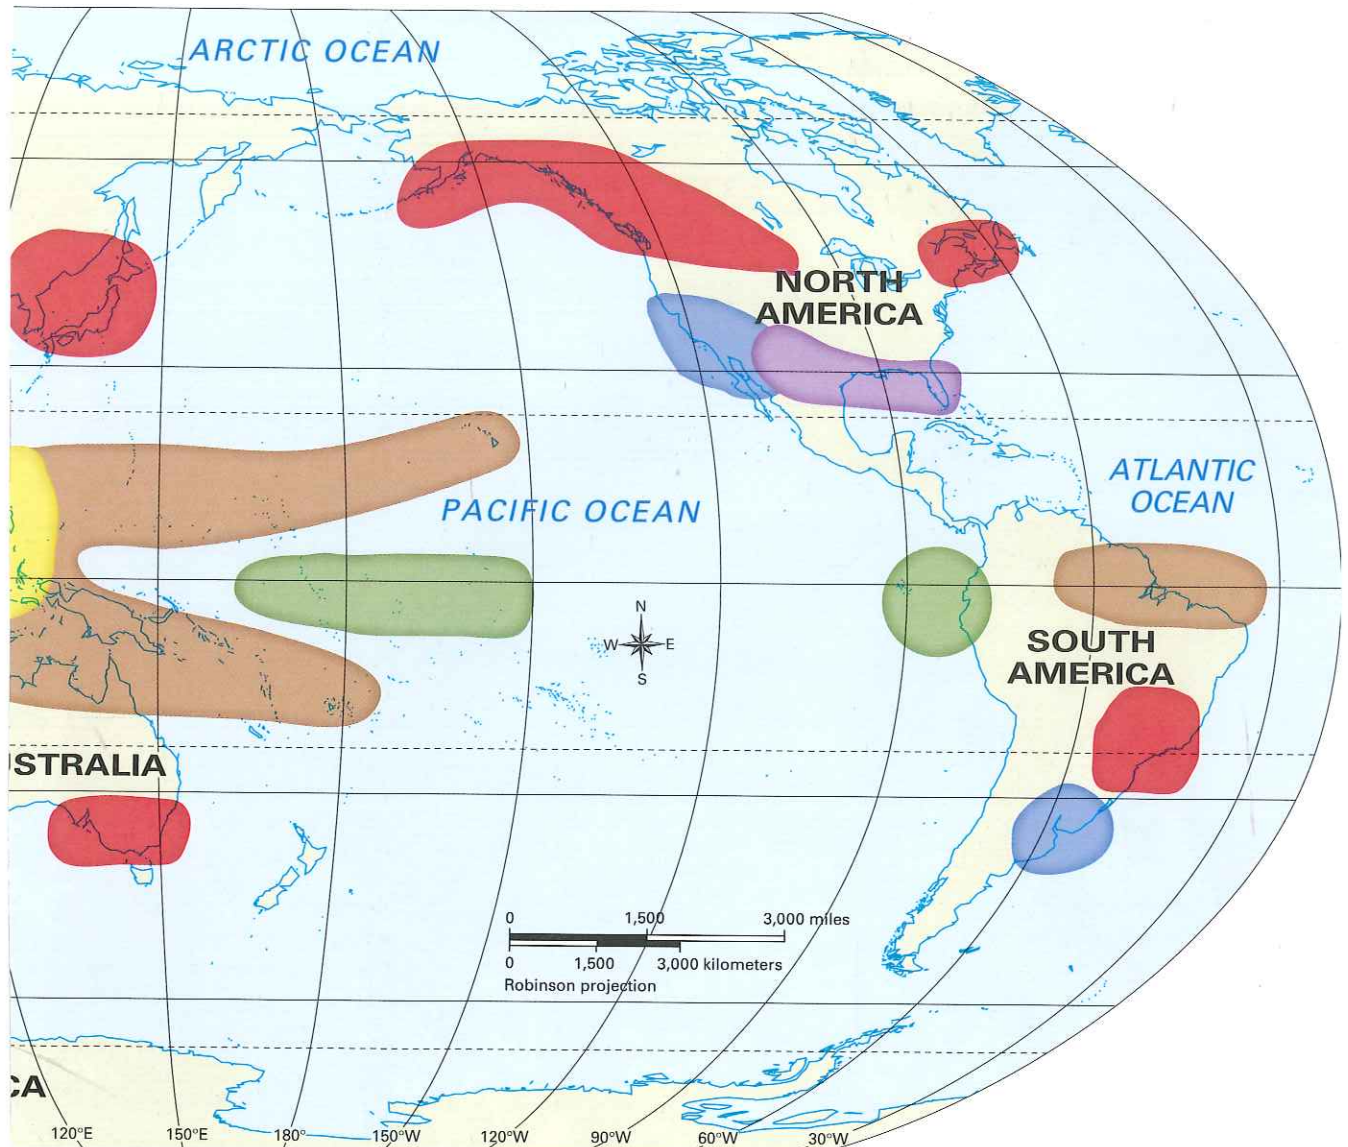 ARCTIC OCEAN
NORTH
AMERICA
ATLANTIC
OCEAN
PACIFIC OCEAN
N
W E
S
SOUTH
AMERICA
USTRALIA
0 1,500 3,000 miles
0 1,500 3,000 kilometers
Robinson projection
CA
120°E 150°E 180° 150°W 120°W 90°W 60°W 30°W